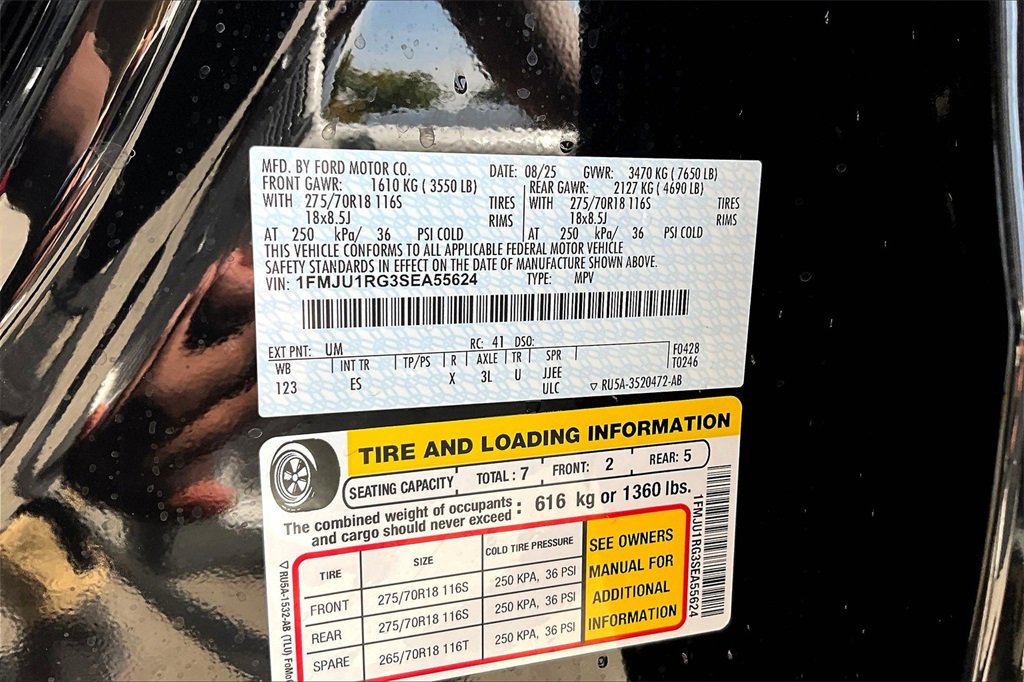 MFD. BY FORD MOTOR CO. DATE: 08/25 GVWR: 3470 KG ( 7650 LB)
FRONT GAWR: 1610 KG ( 3550 LB) REAR GAWR: 2127 KG ( 4690 LB)
WITH 275/70R18 116S TIRES WITH 275/70R18 116S TIRES
18x8.5J RIMS 18x8.5J RIMS
AT 250 kPa/ 36 PSI COLD AT 250 kPa/ 36 PSI COLD
THIS VEHICLE CONFORMS TO ALL APPLICABLE FEDERAL MOTOR VEHICLE
SAFETY STANDARDS IN EFFECT ON THE DATE OF MANUFACTURE SHOWN ABOVE.
VIN: 1FMJU1RG3SEA55624 TYPE: MPV
EXT PNT: UM RC: 41 DSO:
WB INT TR TP/PS R AXLE TR SPR F0428
123 ES X 3L U JJEE T0246
ULC ▽ RU5A-3520472-AB
TIRE AND LOADING INFORMATION
SEATING CAPACITY TOTAL : 7 FRONT: 2 REAR: 5
The combined weight of occupants
and cargo should never exceed : 616 kg or 1360 lbs.
TIRE SIZE COLD TIRE PRESSURE
FRONT 275/70R18 116S 250 KPA, 36 PSI
REAR 275/70R18 116S 250 KPA, 36 PSI
SPARE 265/70R18 116T 250 KPA, 36 PSI
SEE OWNERS
MANUAL FOR
ADDITIONAL
INFORMATION
1FMJU1RG3SEA55624
▽ RU5A-1532-AB (TLU) FoMoC